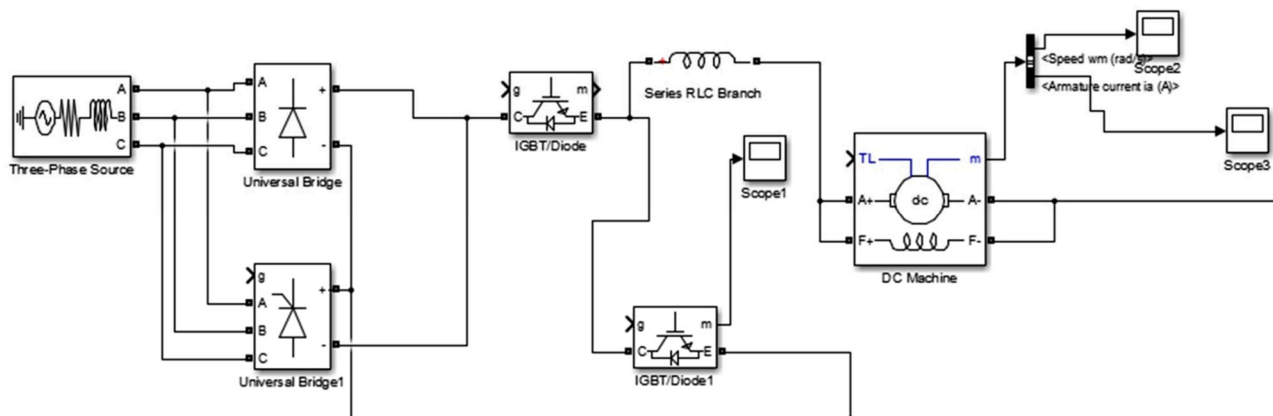 A
B
C
Three-Phase Source
A
B
C
+
-
Universal Bridge
g
A
B
C
+
-
Universal Bridge1
g
m
C
E
IGBT/Diode
Series RLC Branch
Scope1
g
m
C
E
IGBT/Diode1
TL
m
A+
dc
A-
F+
F-
DC Machine
<Speed wm (rad/s)>
Scope2
<Armature current ia (A)>
Scope3